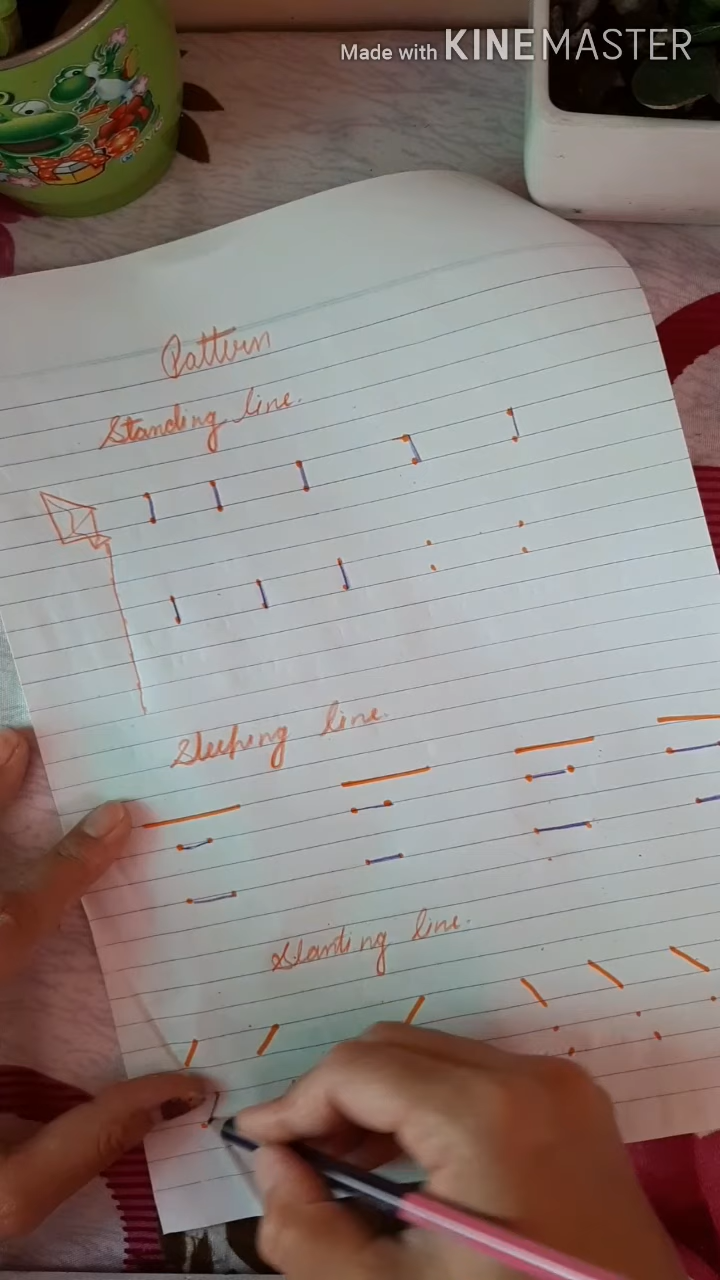 Made with KINEMASTER
Pattern
Standing line.
Sleeping line.
Slanting line.